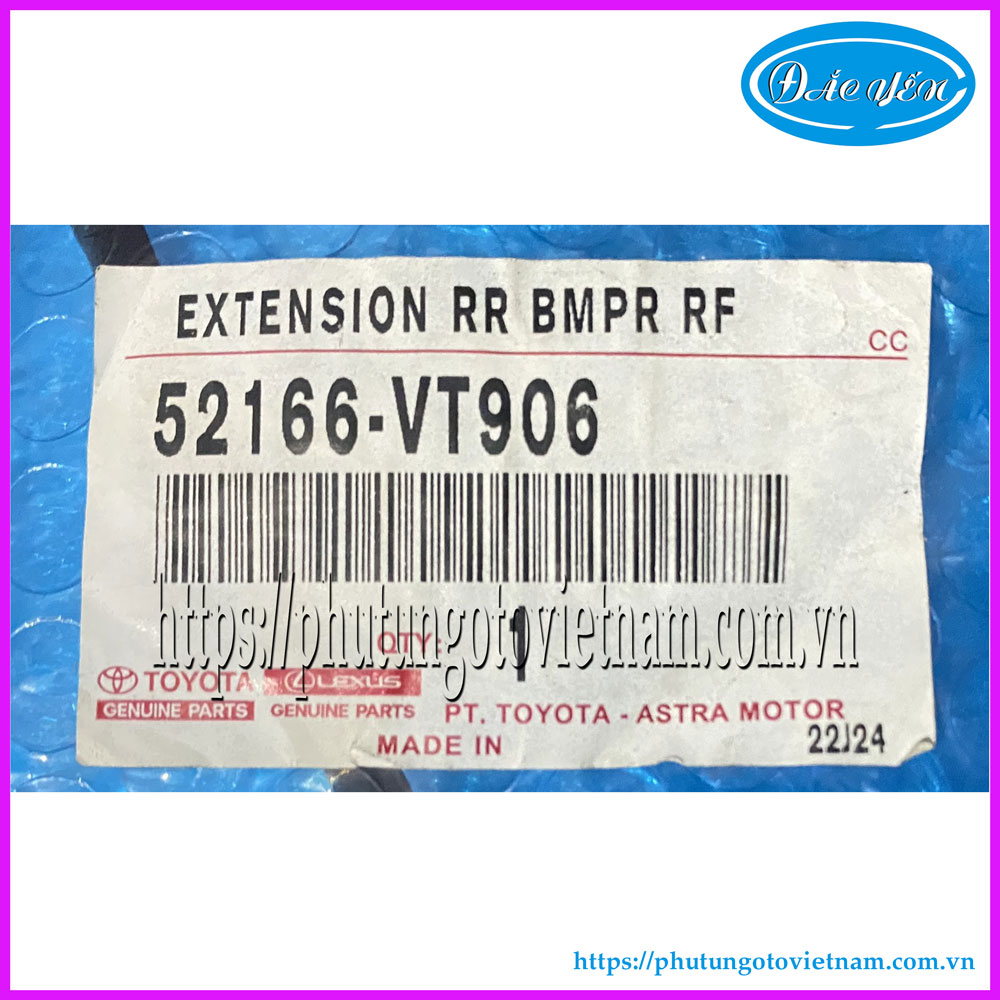 ĐẮC YẾN
EXTENSION RR BMPR RF
CC
52166-VT906
https://phutungotovietnam.com.vn
QTY: 1
TOYOTA LEXUS
GENUINE PARTS GENUINE PARTS PT. TOYOTA - ASTRA MOTOR
MADE IN 22J24
https://phutungotovietnam.com.vn